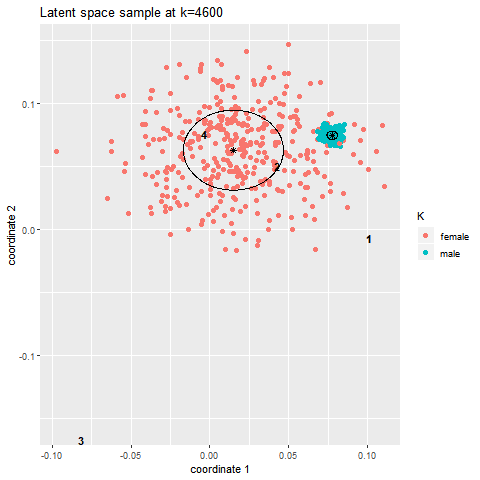 Latent space sample at k=4600
0.1
0.0
-0.1
coordinate 2
4
2
1
3
-0.10
-0.05
0.00
0.05
0.10
coordinate 1
K
female
male